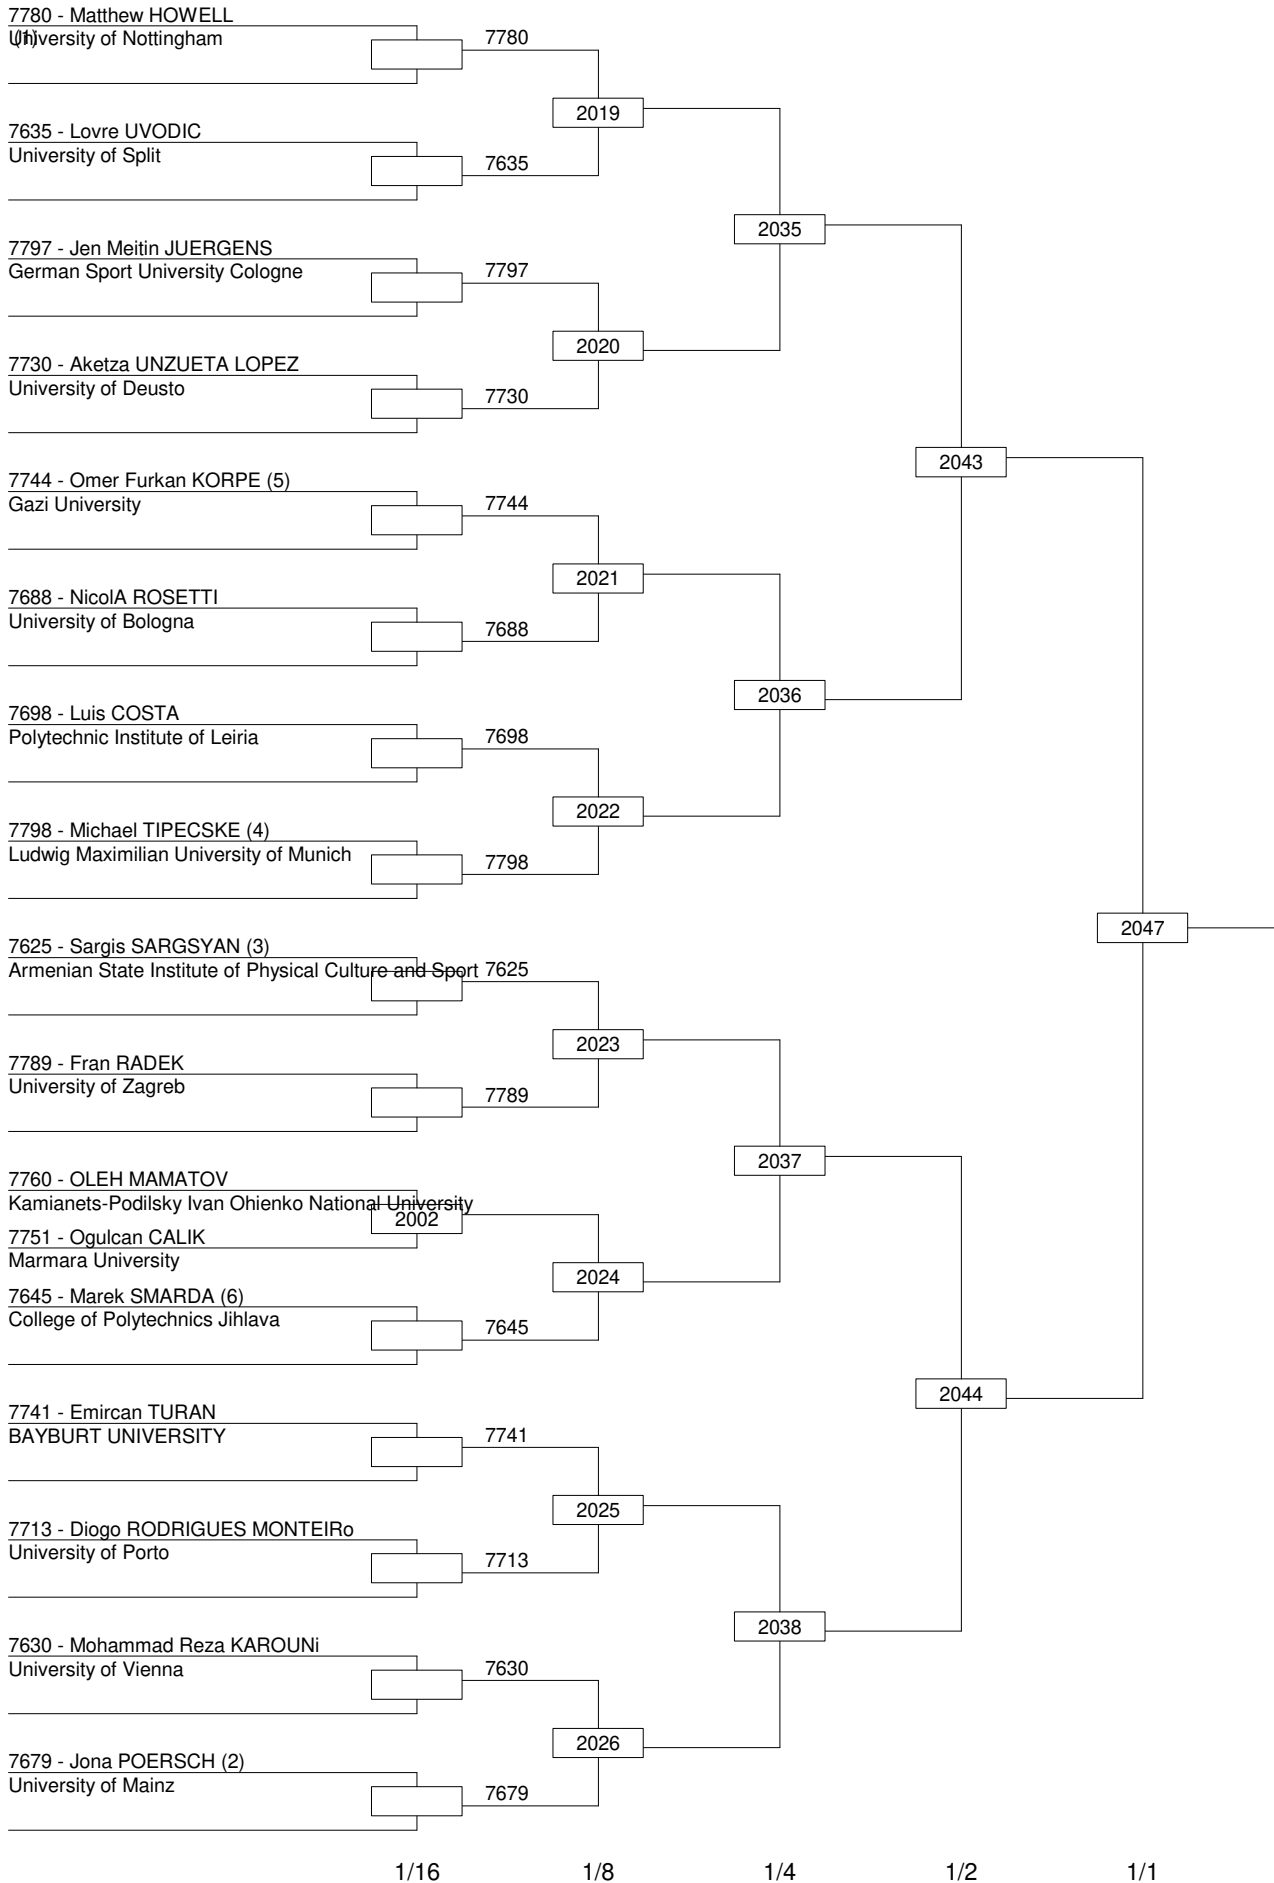 7780 - Matthew HOWELL
(1)
University of Nottingham
7780
2019
7635 - Lovre UVODIC
University of Split
7635
2035
7797 - Jen Meitin JUERGENS
German Sport University Cologne
7797
2020
7730 - Aketza UNZUETA LOPEZ
University of Deusto
7730
2043
7744 - Omer Furkan KORPE (5)
Gazi University
7744
2021
7688 - NicolA ROSETTI
University of Bologna
7688
2036
7698 - Luis COSTA
Polytechnic Institute of Leiria
7698
2022
7798 - Michael TIPECSKE (4)
Ludwig Maximilian University of Munich
7798
2047
7625 - Sargis SARGSYAN (3)
Armenian State Institute of Physical Culture and Sport
7625
2023
7789 - Fran RADEK
University of Zagreb
7789
2037
7760 - OLEH MAMATOV
Kamianets-Podilsky Ivan Ohienko National University
2002
7751 - Ogulcan CALIK
Marmara University
2024
7645 - Marek SMARDA (6)
College of Polytechnics Jihlava
7645
2044
7741 - Emircan TURAN
BAYBURT UNIVERSITY
7741
2025
7713 - Diogo RODRIGUES MONTEIRo
University of Porto
7713
2038
7630 - Mohammad Reza KAROUNi
University of Vienna
7630
2026
7679 - Jona POERSCH (2)
University of Mainz
7679
1/16 1/8 1/4 1/2 1/1